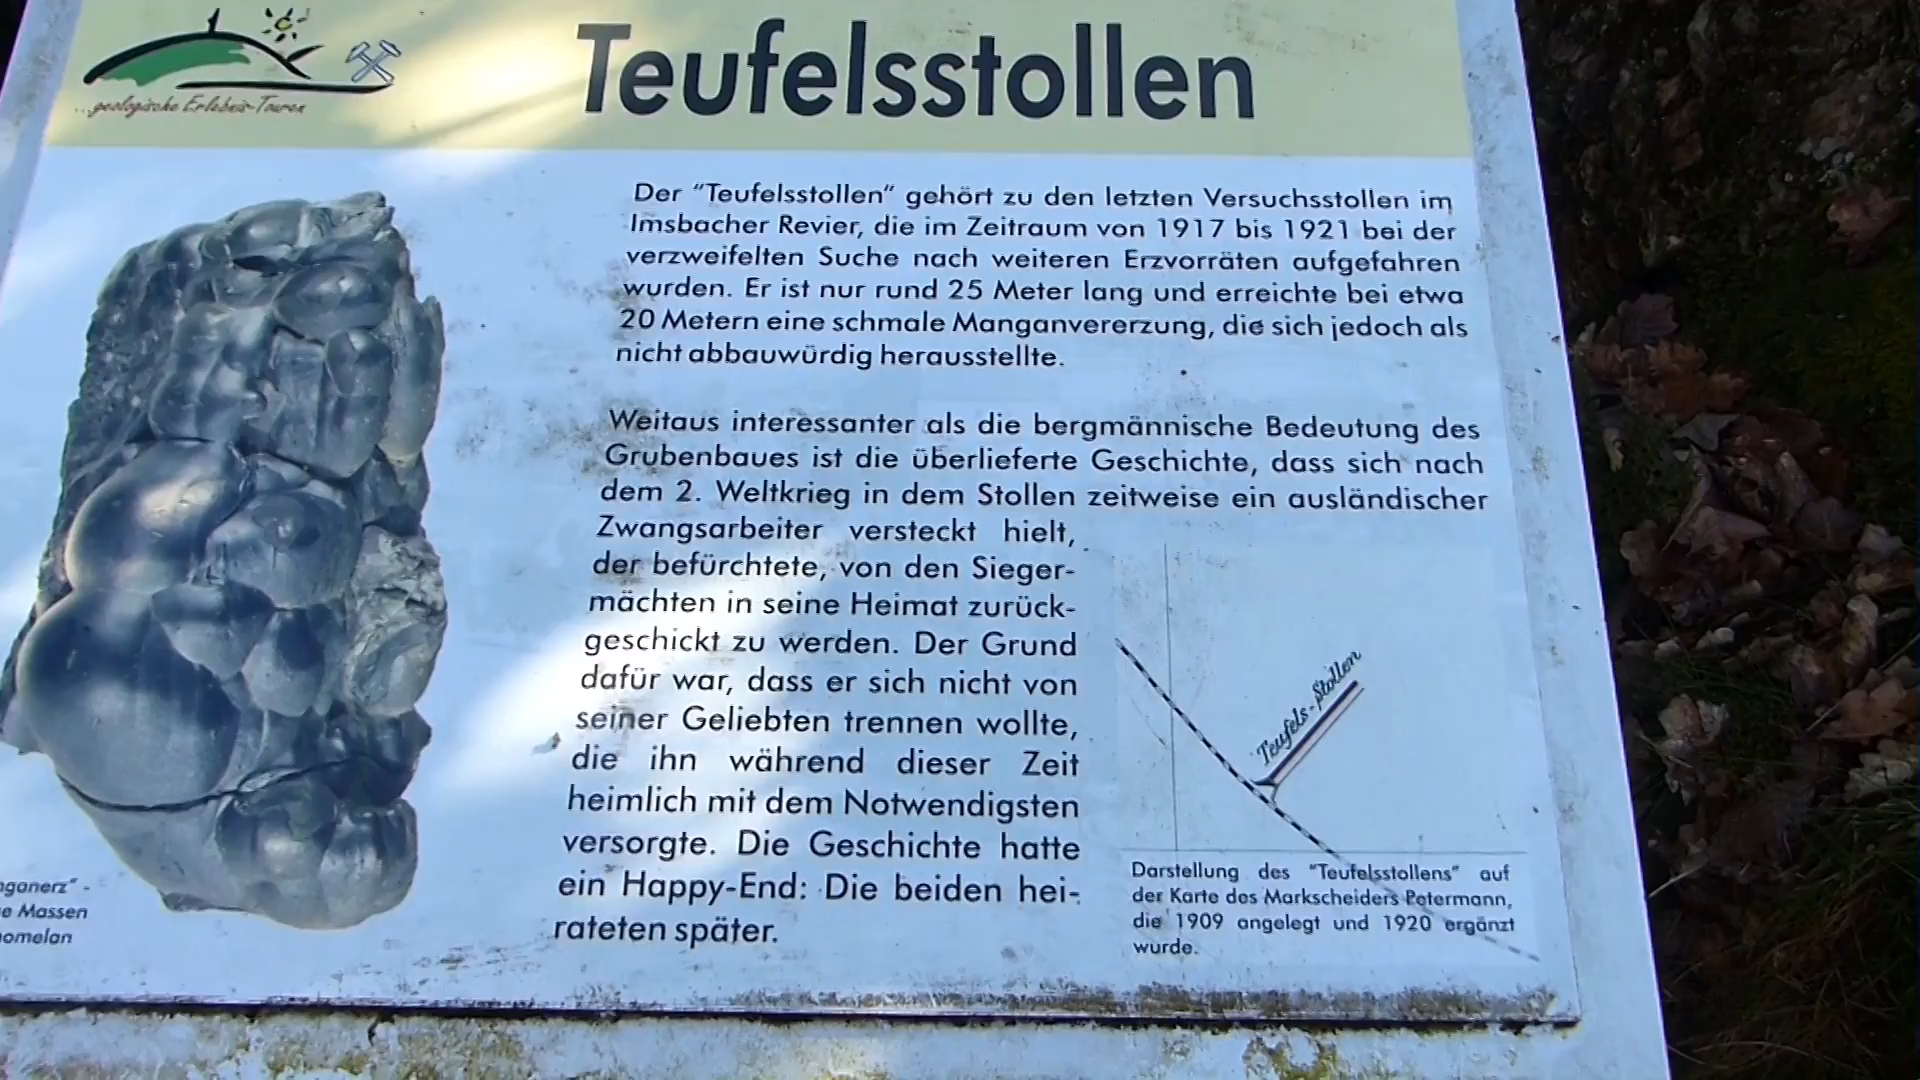 ...geologische Erlebnis-Touren
Teufelsstollen
Der "Teufelsstollen" gehört zu den letzten Versuchsstollen im
Imsbacher Revier, die im Zeitraum von 1917 bis 1921 bei der
verzweifelten Suche nach weiteren Erzvorräten aufgefahren
wurden. Er ist nur rund 25 Meter lang und erreichte bei etwa
20 Metern eine schmale Manganvererzung, die sich jedoch als
nicht abbauwürdig herausstellte.
Weitaus interessanter als die bergmännische Bedeutung des
Grubenbaues ist die überlieferte Geschichte, dass sich nach
dem 2. Weltkrieg in dem Stollen zeitweise ein ausländischer
Zwangsarbeiter versteckt hielt,
der befürchtete, von den Sieger-
mächten in seine Heimat zurück-
geschickt zu werden. Der Grund
dafür war, dass er sich nicht von
seiner Geliebten trennen wollte,
die ihn während dieser Zeit
heimlich mit dem Notwendigsten
versorgte. Die Geschichte hatte
ein Happy-End: Die beiden hei-
rateten später.
Teufels-Stollen
Darstellung des "Teufelsstollens" auf
der Karte des Markscheiders Petermann,
die 1909 angelegt und 1920 ergänzt
wurde.
Massen